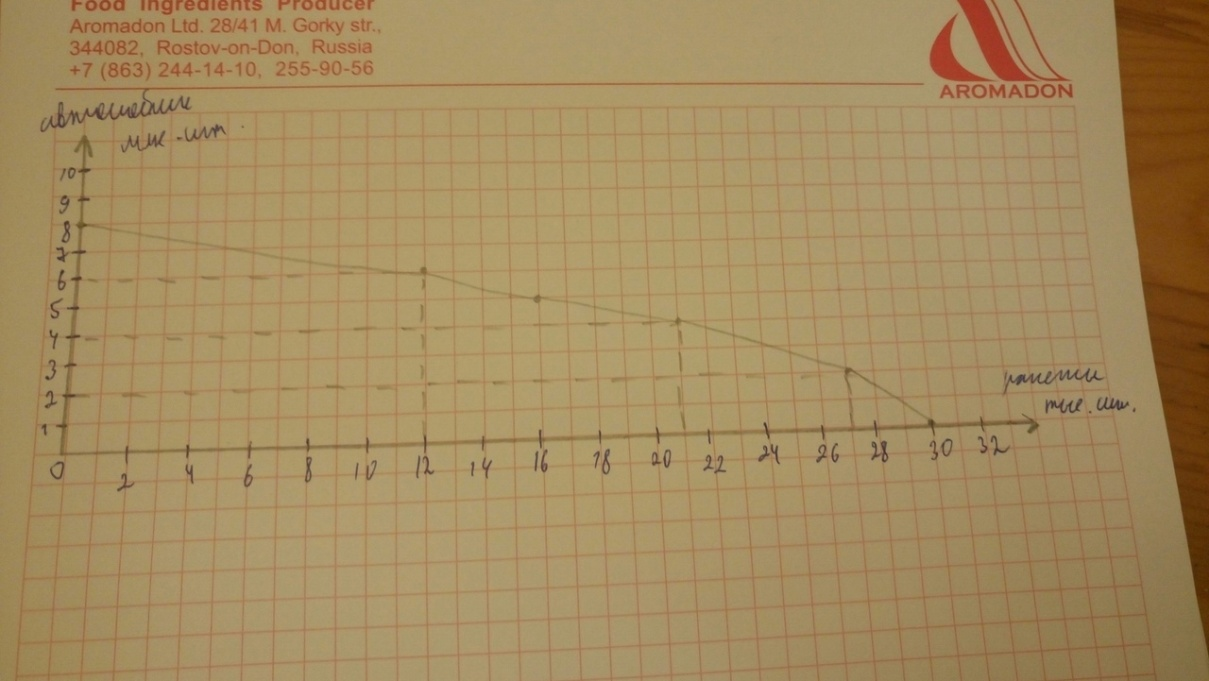 Food Ingredients Producer
Aromadon Ltd. 28/41 M. Gorky str.,
344082, Rostov-on-Don, Russia
+7 (863) 244-14-10, 255-90-56
AROMADON
автомобили
млн.шт.
10
9
8
7
6
5
4
3
2
1
ракеты
тыс.шт.
0 2 4 6 8 10 12 14 16 18 20 22 24 26 28 30 32